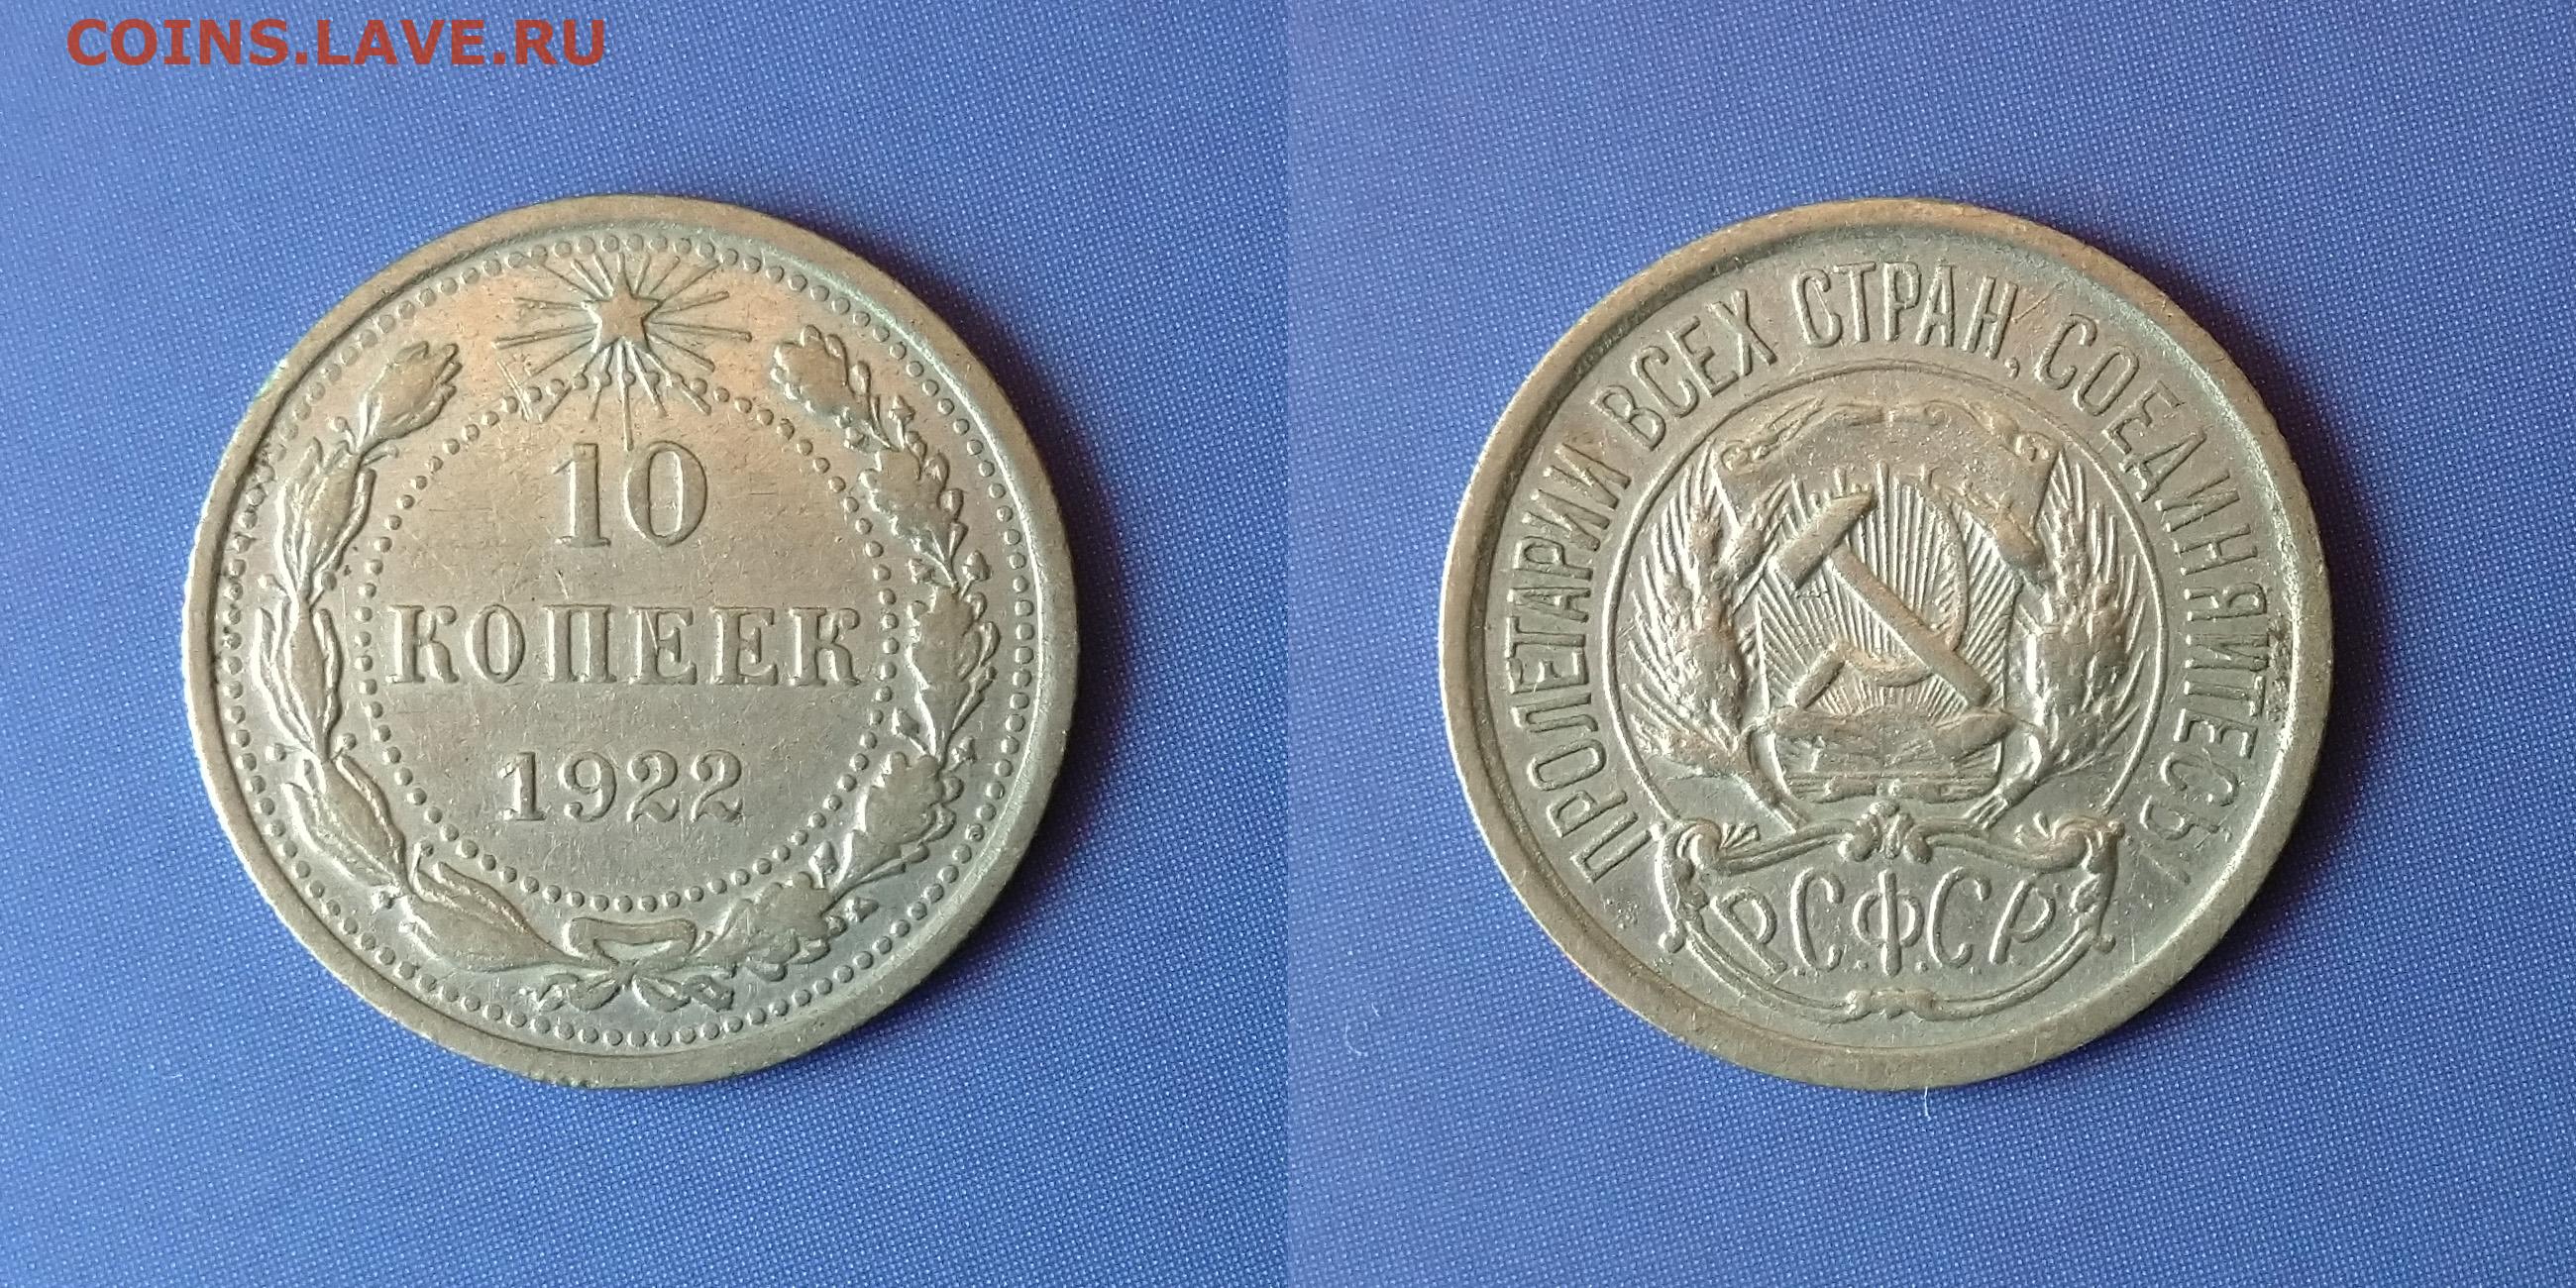 COINS.LAVE.RU
10
КОПЕЕК
1922
ПРОЛЕТАРИИ ВСЕХ СТРАН, СОЕДИНЯЙТЕСЬ!
Р.С.Ф.С.Р.